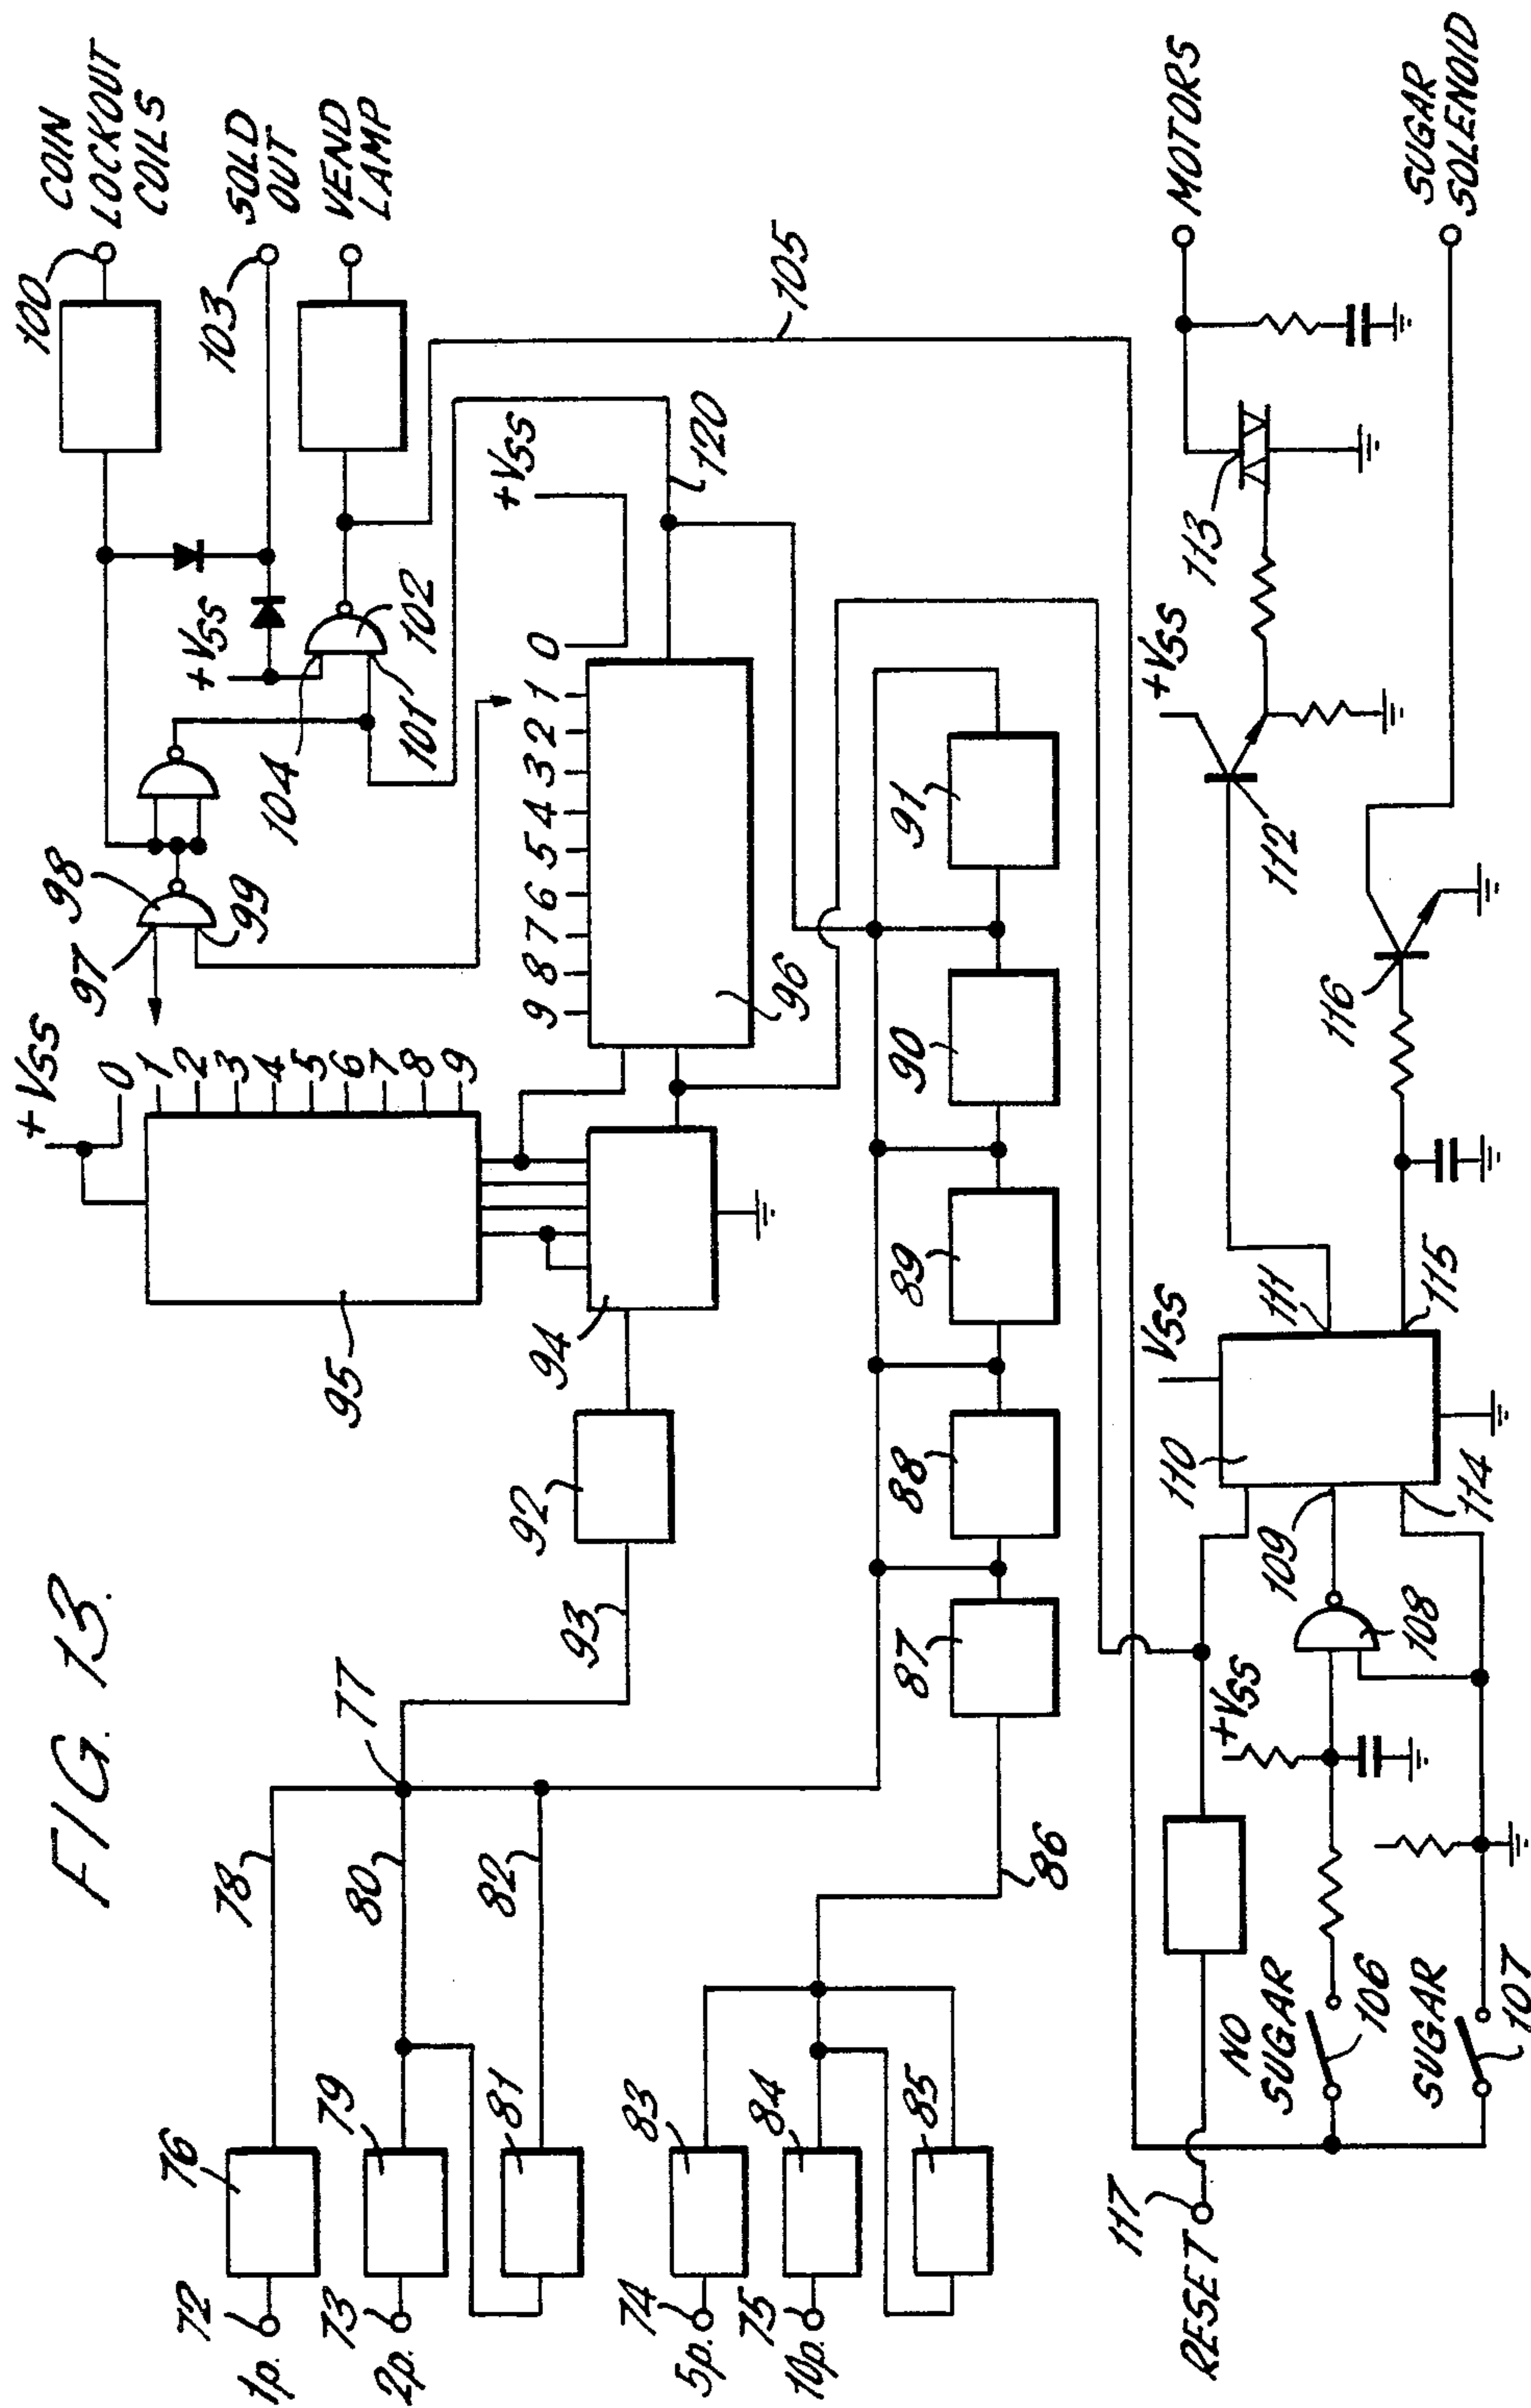 FIG. 13.
COIN
LOCKOUT
COILS
100
SOLD
OUT
103
VEND
LAMP
105
+VSS
104
102
101
98
97
99
+VSS
0
1
2
3
4
5
6
7
8
9
95
+VSS
120
9 8 7 6 5 4 3 2 1 0
96
94
92
93
77
78
80
82
76
72
1p.
79
73
2p.
81
83
74
5p.
84
75
10p.
85
86
87
88
89
90
91
MOTORS
113
+VSS
112
SUGAR
SOLENOID
116
VSS
111
115
110
109
114
108
+VSS
117
RESET
NO
SUGAR
106
SUGAR
107